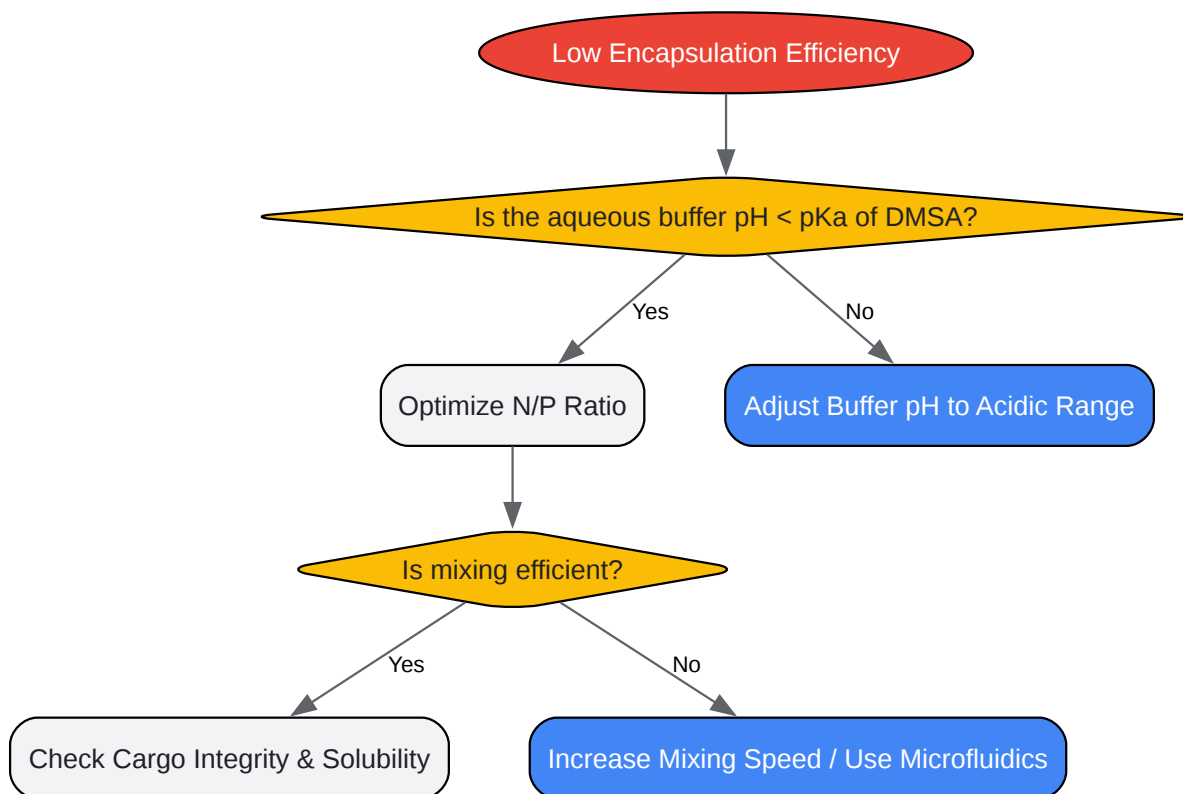 Low Encapsulation Efficiency
Is the aqueous buffer pH < pKa of DMSA?
Yes
No
Optimize N/P Ratio
Adjust Buffer pH to Acidic Range
Is mixing efficient?
Yes
No
Check Cargo Integrity & Solubility
Increase Mixing Speed / Use Microfluidics